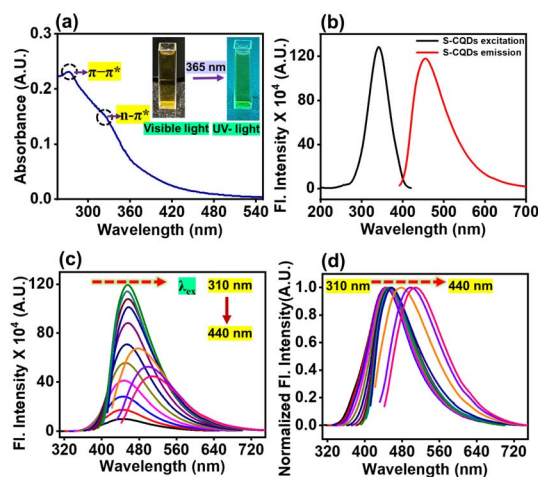 (a)
0.3
0.2
0.1
0.0
Absorbance (A.U.)
300 360 420 480 540
Wavelength (nm)
π–π*
n-π*
365 nm
Visible light
UV- light
(b)
S-CQDs excitation
S-CQDs emission
120
80
40
0
Fl. Intensity X 10⁴ (A.U.)
200 300 400 500 600 700
Wavelength (nm)
(c)
120
80
40
0
Fl. Intensity X 10⁴ (A.U.)
λex
310 nm
440 nm
320 400 480 560 640 720
Wavelength (nm)
(d)
310 nm
440 nm
1.0
0.8
0.6
0.4
0.2
0.0
Normalized Fl. Intensity(A.U.)
320 400 480 560 640 720
Wavelength (nm)